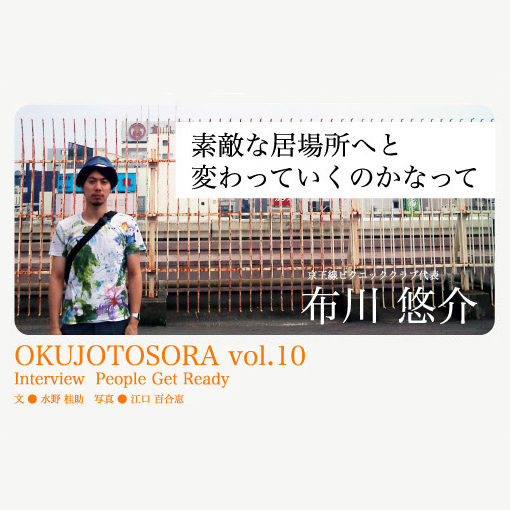 素敵な居場所へと
変わっていくのかなって
京王線ピクニッククラブ代表
布川 悠介
OKUJOTOSORA vol.10
Interview People Get Ready
文 ● 水野 桂助 写真 ● 江口 百合恵